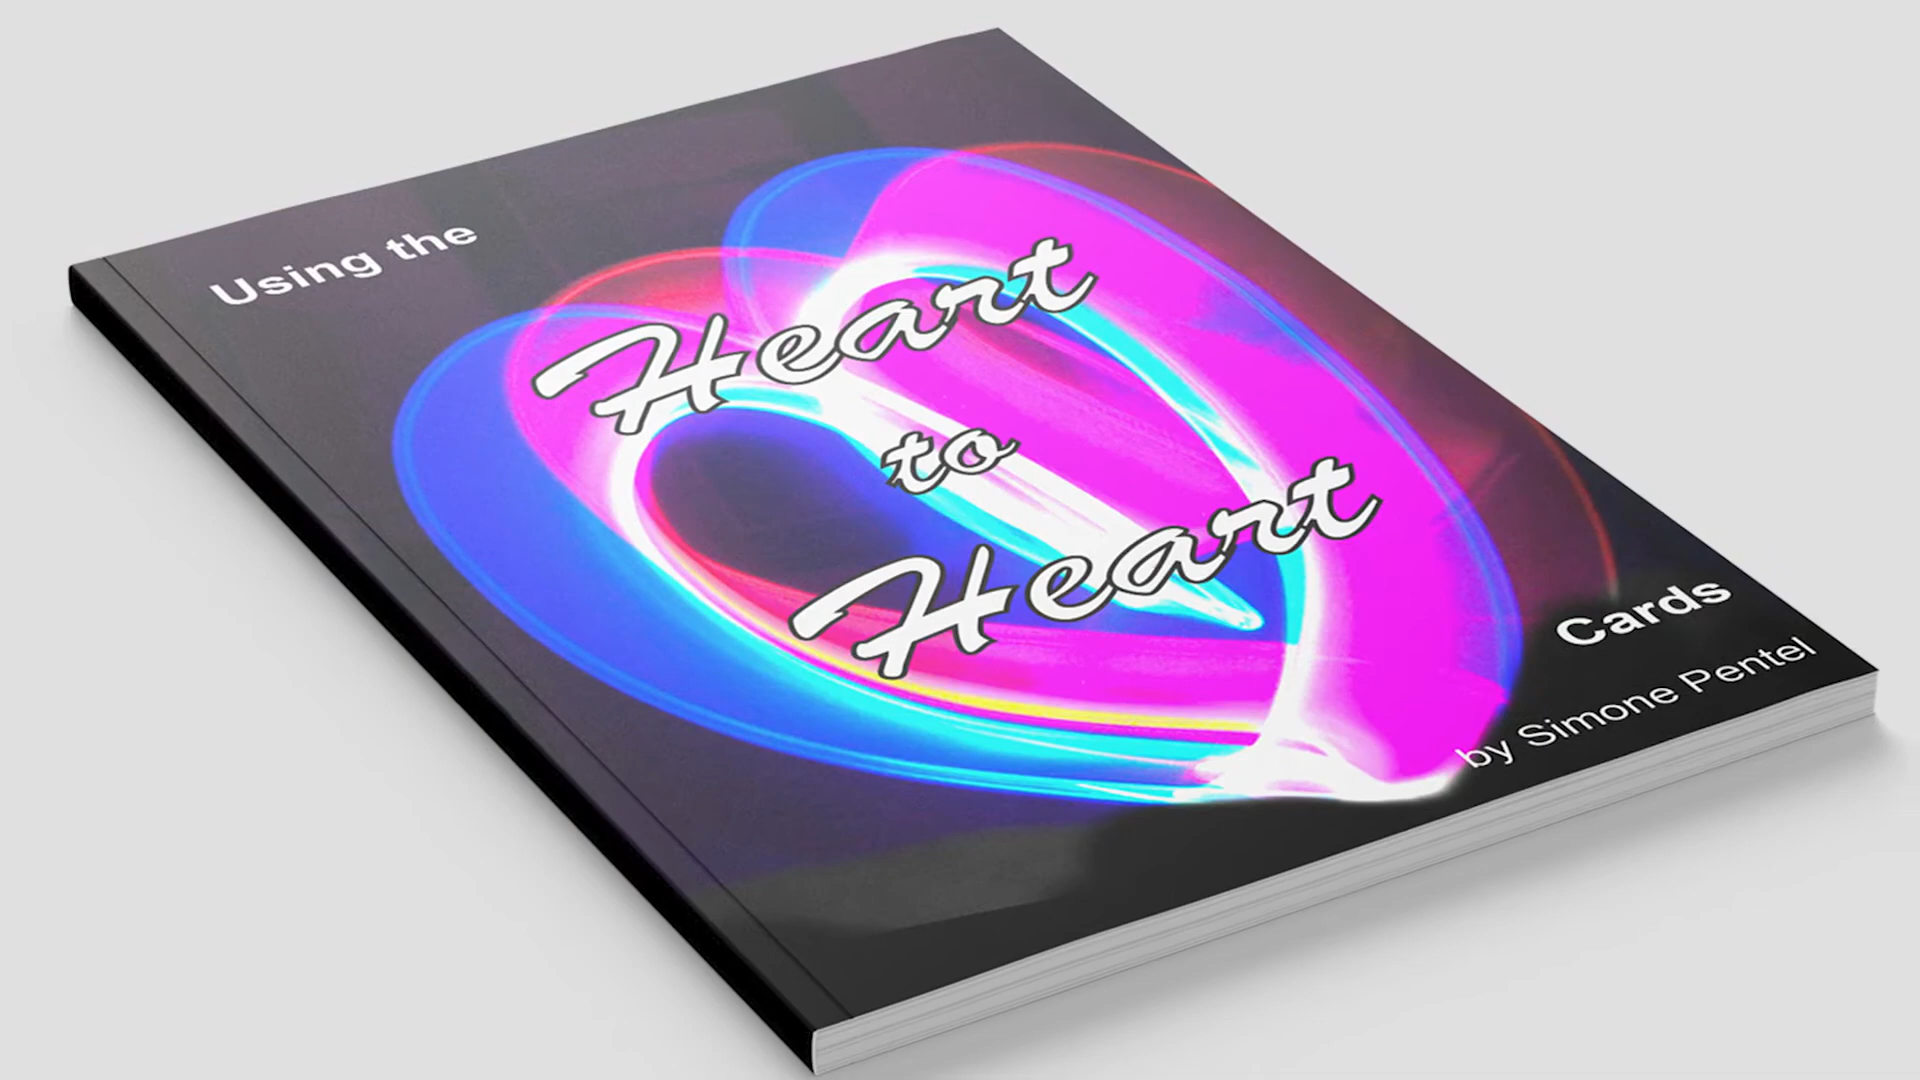 Using the
Heart
to
Heart
Cards
by Simone Pentel